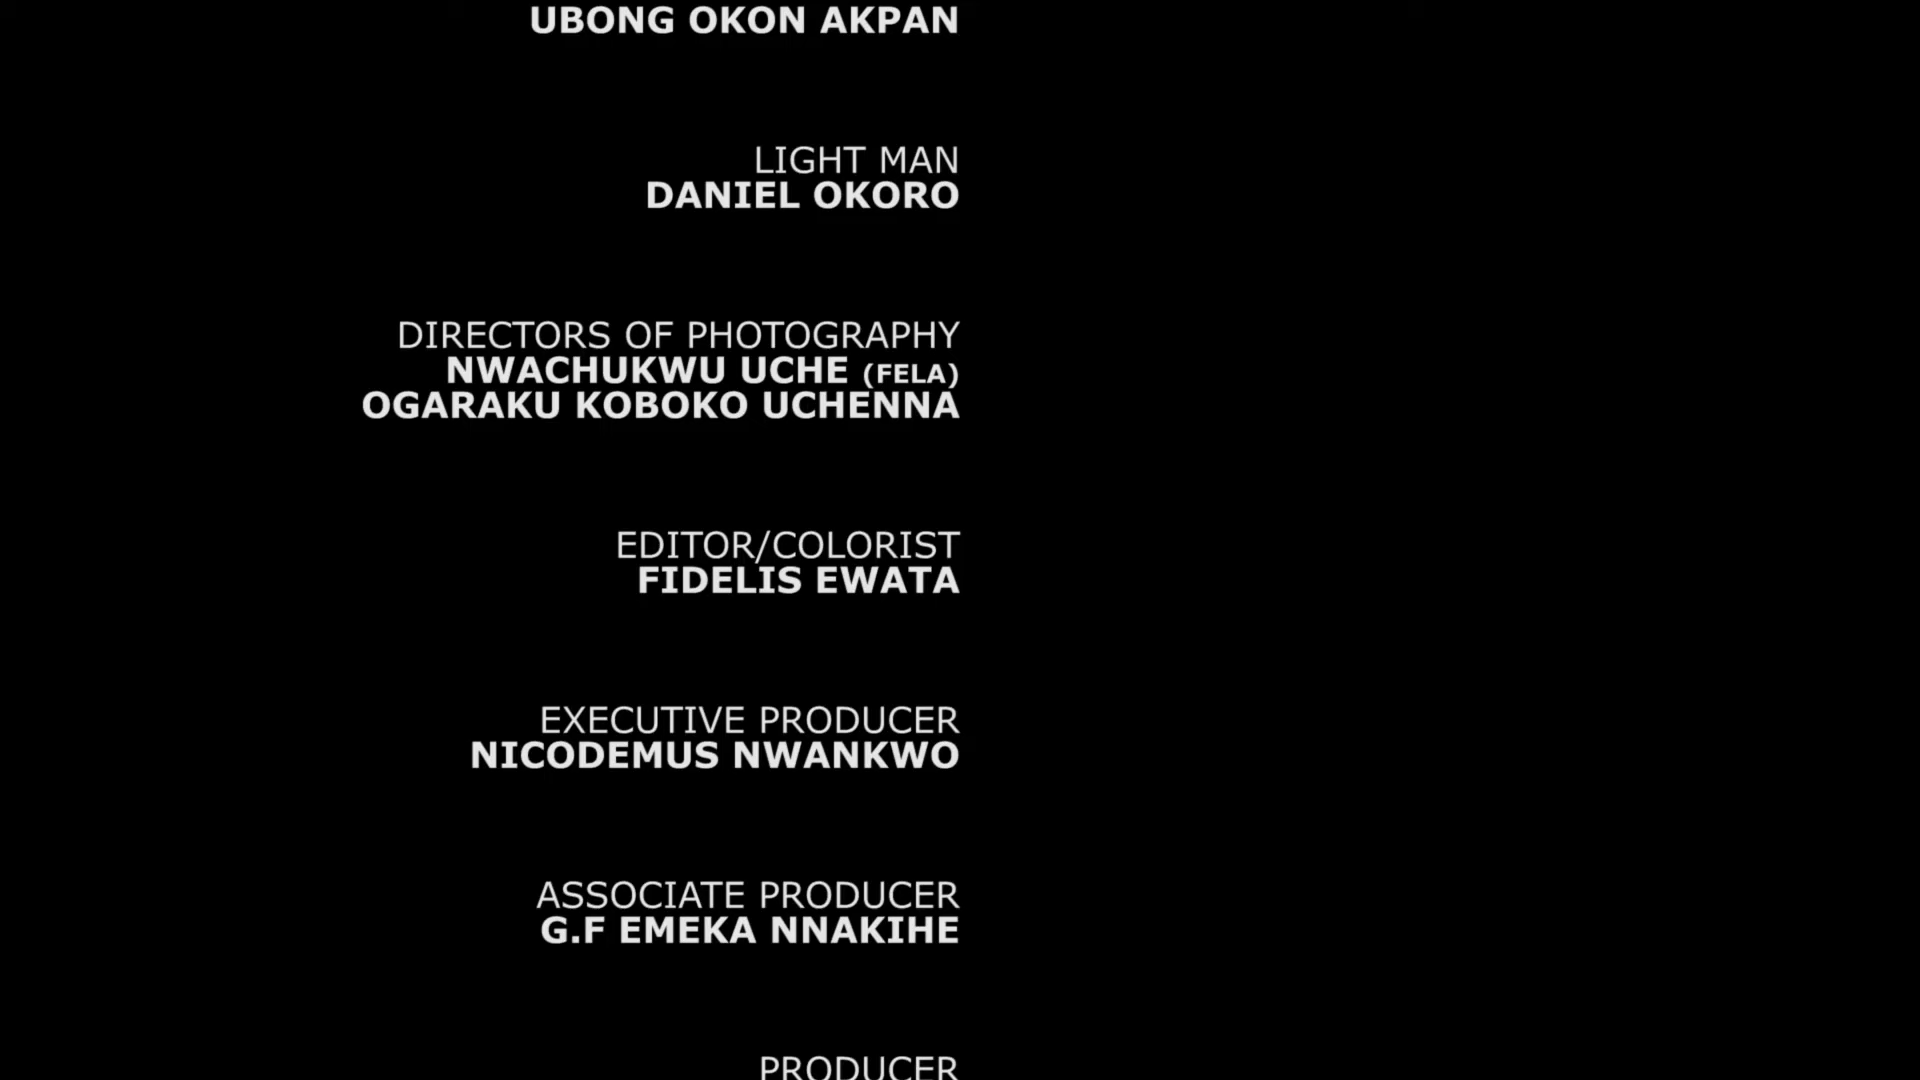 UBONG OKON AKPAN
LIGHT MAN
DANIEL OKORO
DIRECTORS OF PHOTOGRAPHY
NWACHUKWU UCHE (FELA)
OGARAKU KOBOKO UCHENNA
EDITOR/COLORIST
FIDELIS EWATA
EXECUTIVE PRODUCER
NICODEMUS NWANKWO
ASSOCIATE PRODUCER
G.F EMEKA NNAKIHE
PRODUCER